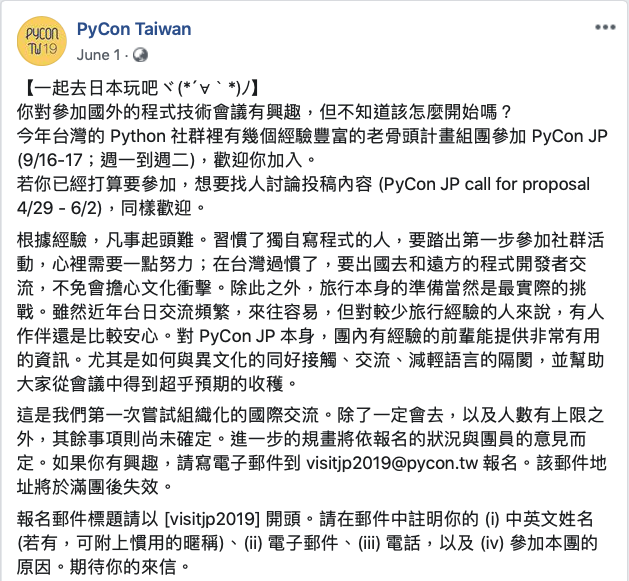 PYCON
TW 19
PyCon Taiwan
June 1 ·
【一起去日本玩吧ヾ(*´∀｀*)ﾉ】
你對參加國外的程式技術會議有興趣，但不知道該怎麼開始嗎？
今年台灣的 Python 社群裡有幾個經驗豐富的老骨頭計畫組團參加 PyCon JP
(9/16-17；週一到週二)，歡迎你加入。
若你已經打算要參加，想要找人討論投稿內容 (PyCon JP call for proposal
4/29 - 6/2)，同樣歡迎。
根據經驗，凡事起頭難。習慣了獨自寫程式的人，要踏出第一步參加社群活
動，心裡需要一點努力；在台灣過慣了，要出國去和遠方的程式開發者交
流，不免會擔心文化衝擊。除此之外，旅行本身的準備當然是最實際的挑
戰。雖然近年台日交流頻繁，來往容易，但對較少旅行經驗的人來說，有人
作伴還是比較安心。對 PyCon JP 本身，團內有經驗的前輩能提供非常有用
的資訊。尤其是如何與異文化的同好接觸、交流、減輕語言的隔閡，並幫助
大家從會議中得到超乎預期的收穫。
這是我們第一次嘗試組織化的國際交流。除了一定會去，以及人數有上限之
外，其餘事項則尚未確定。進一步的規畫將依報名的狀況與團員的意見而
定。如果你有興趣，請寫電子郵件到 visitjp2019@pycon.tw 報名。該郵件地
址將於滿團後失效。
報名郵件標題請以 [visitjp2019] 開頭。請在郵件中註明你的 (i) 中英文姓名
(若有，可附上慣用的暱稱)、(ii) 電子郵件、(iii) 電話，以及 (iv) 參加本團的
原因。期待你的來信。